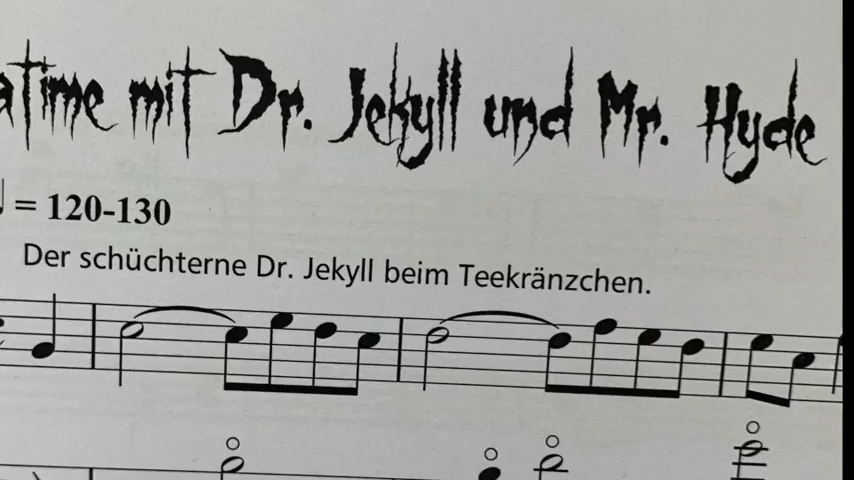 atime mit Dr. Jekyll und Mr. Hyde
= 120-130
Der schüchterne Dr. Jekyll beim Teekränzchen.